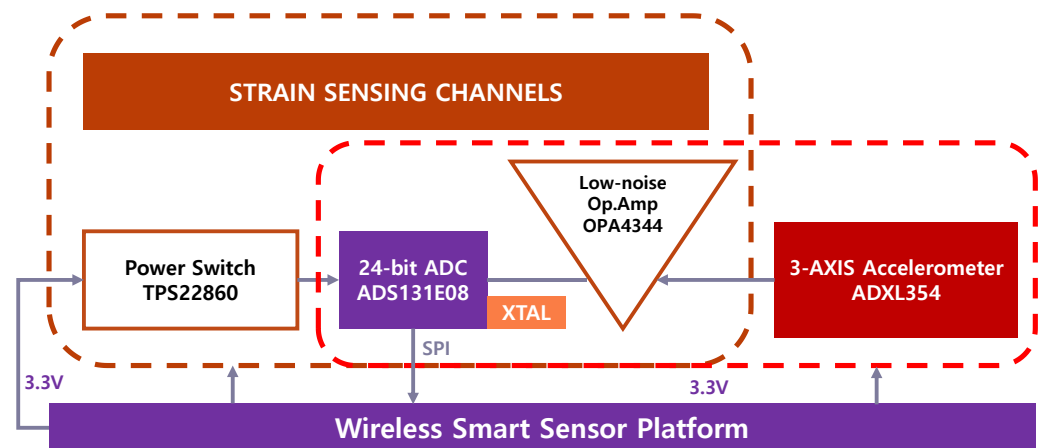 STRAIN SENSING CHANNELS
Low-noise
Op.Amp
OPA4344
Power Switch
TPS22860
24-bit ADC
ADS131E08
XTAL
3-AXIS Accelerometer
ADXL354
SPI
3.3V
3.3V
Wireless Smart Sensor Platform